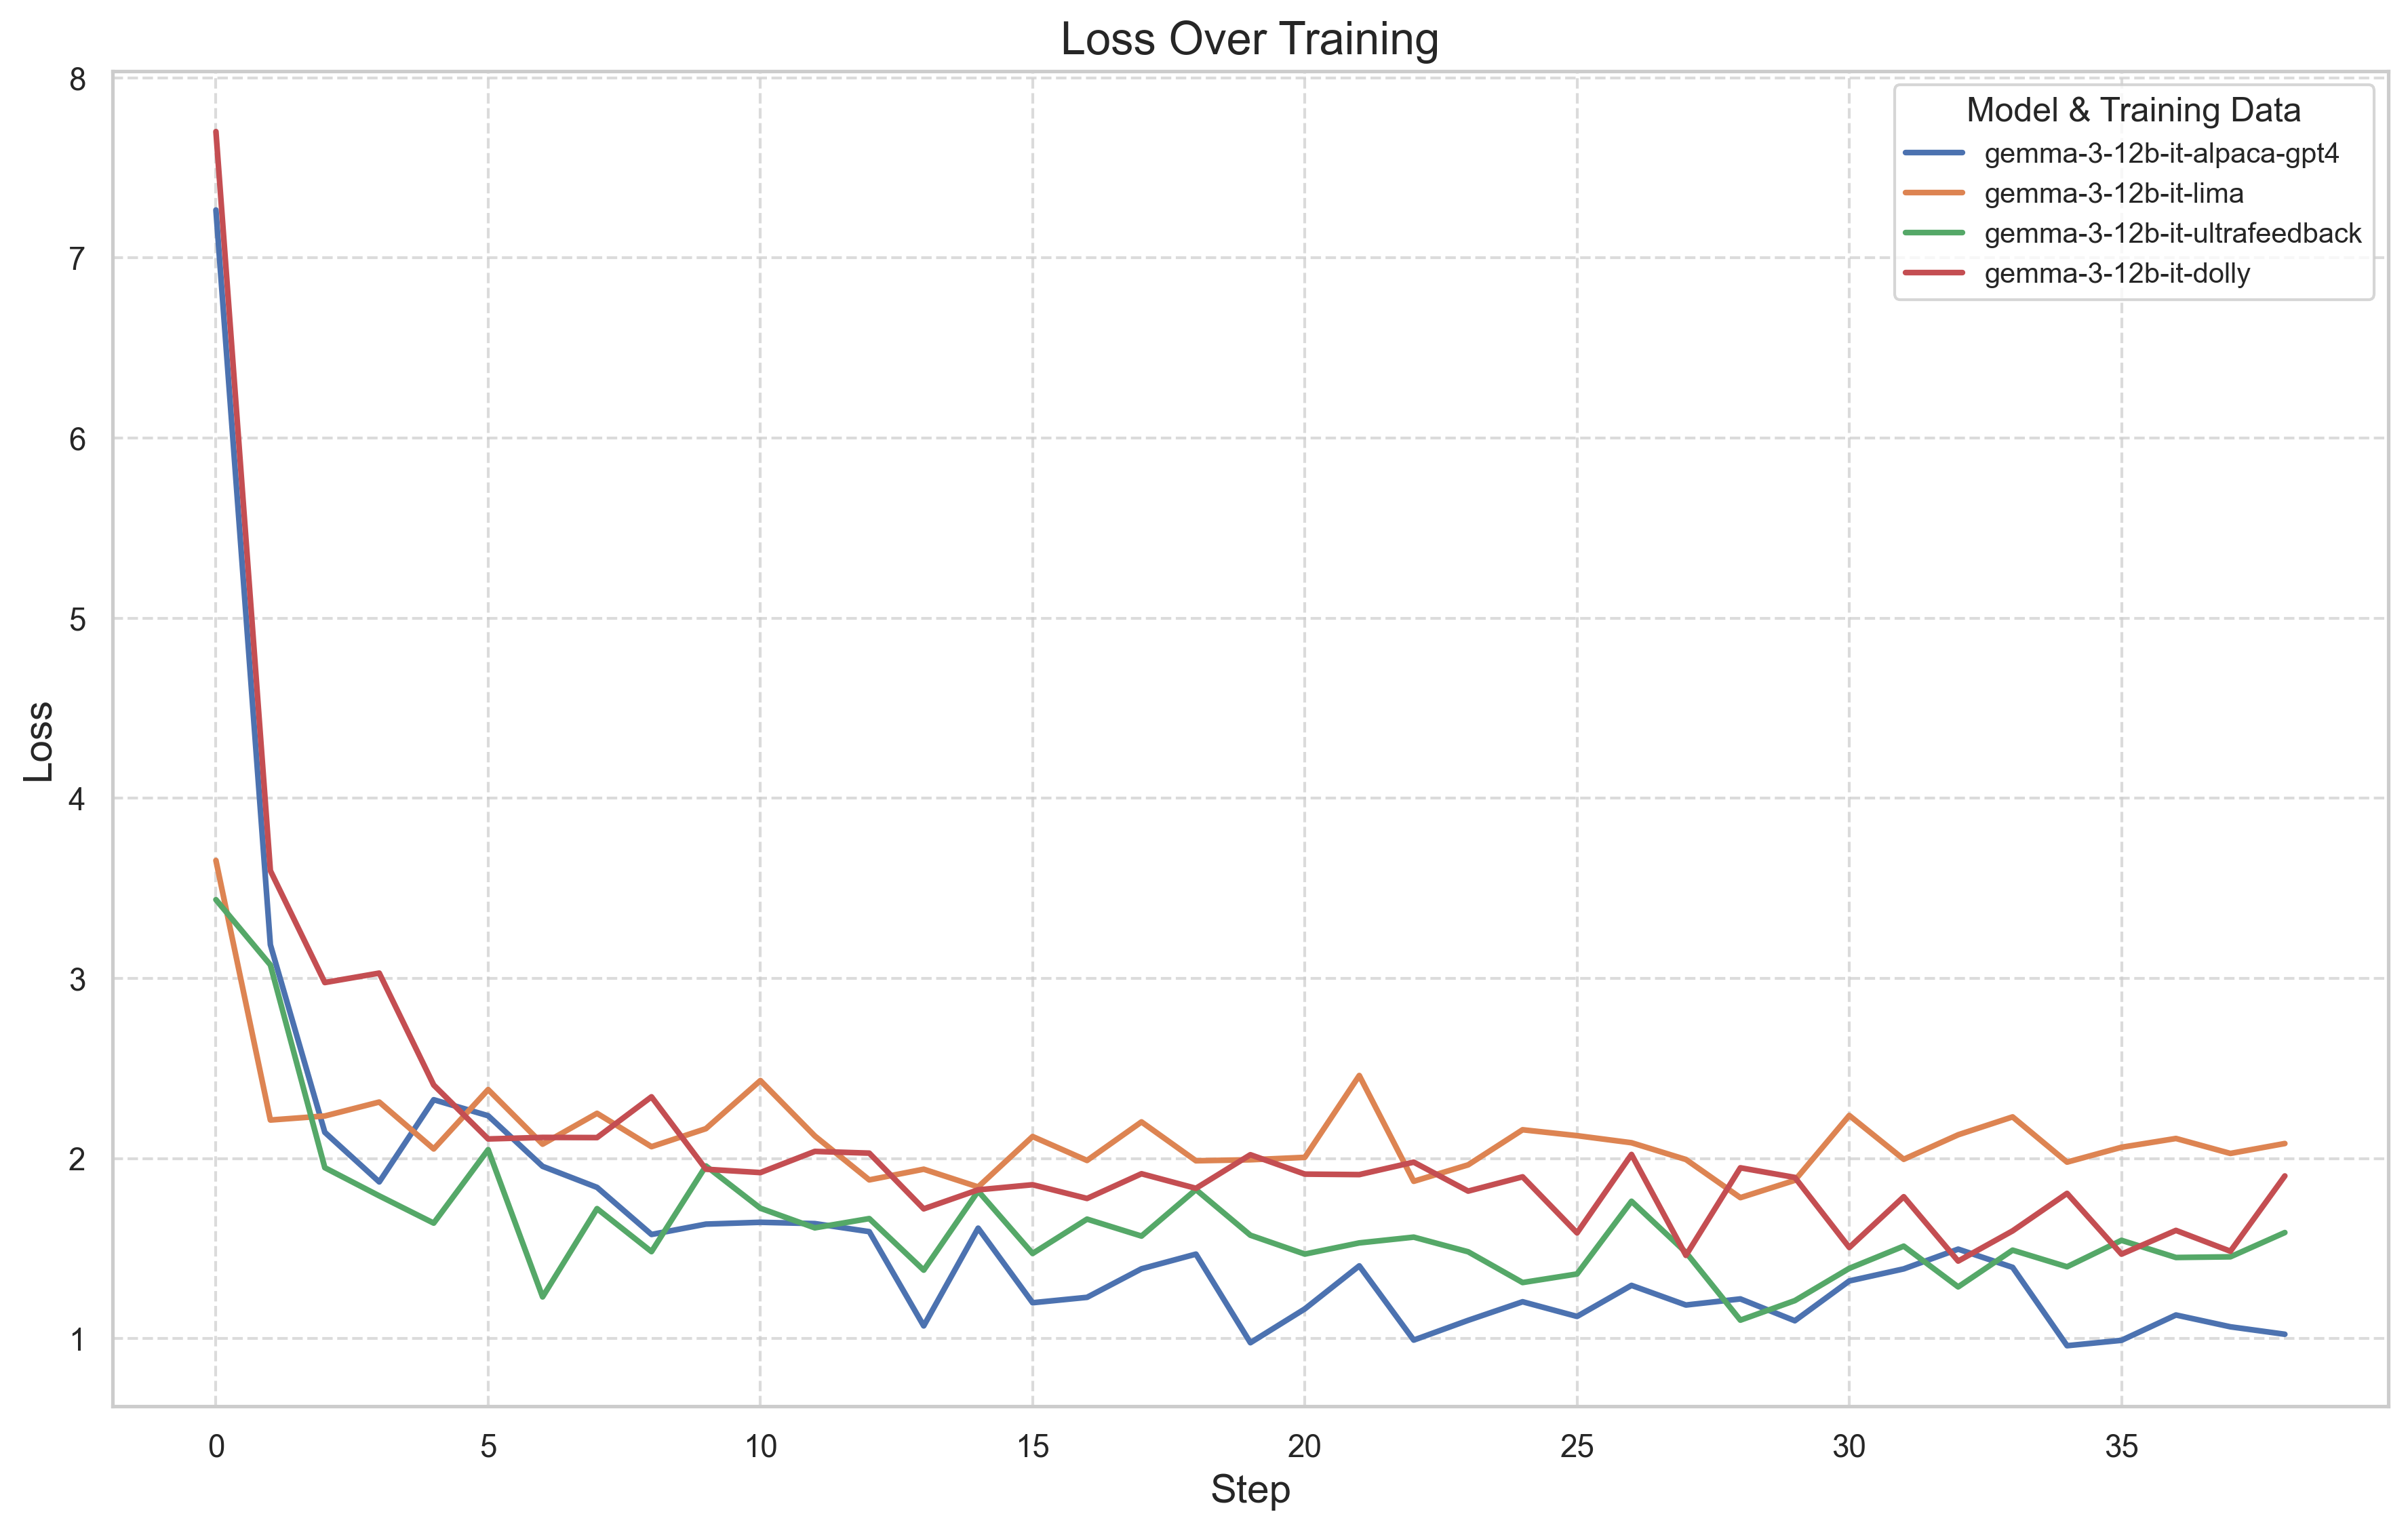 Loss Over Training
Model & Training Data
gemma-3-12b-it-alpaca-gpt4
gemma-3-12b-it-lima
gemma-3-12b-it-ultrafeedback
gemma-3-12b-it-dolly
8
7
6
5
4
3
2
1
Loss
0 5 10 15 20 25 30 35
Step